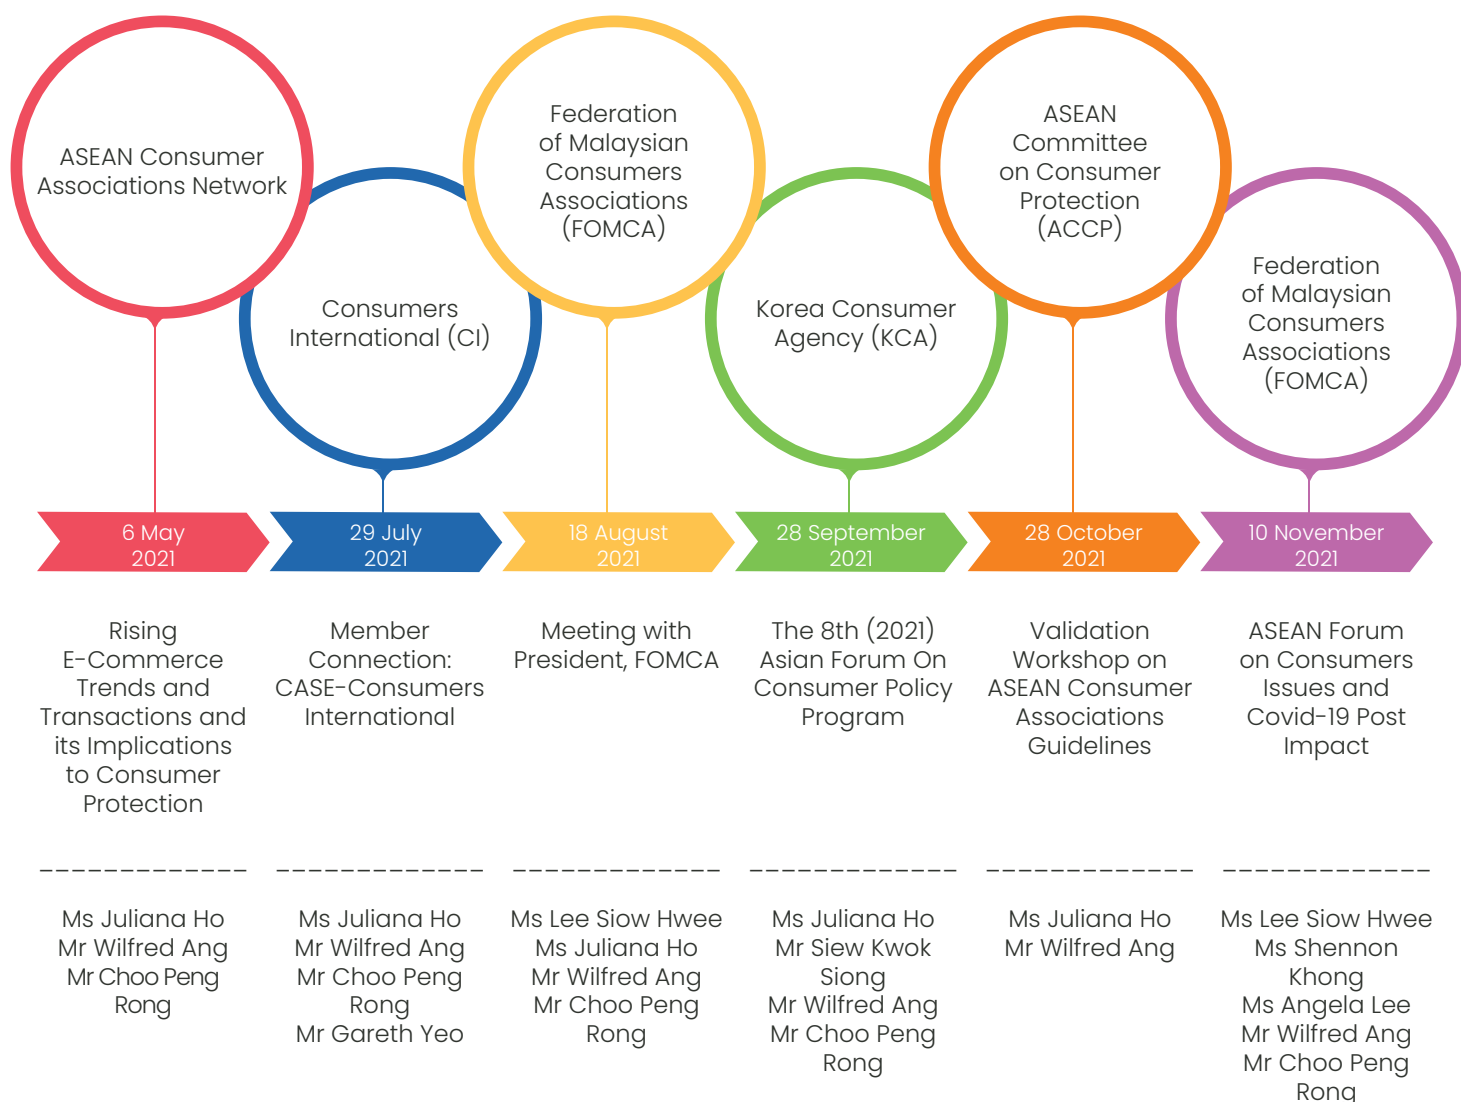 ASEAN Consumer
Associations Network
Consumers
International (CI)
Federation
of Malaysian
Consumers
Associations
(FOMCA)
Korea Consumer
Agency (KCA)
ASEAN
Committee
on Consumer
Protection
(ACCP)
Federation
of Malaysian
Consumers
Associations
(FOMCA)
6 May
2021
29 July
2021
18 August
2021
28 September
2021
28 October
2021
10 November
2021
Rising
E-Commerce
Trends and
Transactions and
its Implications
to Consumer
Protection
Member
Connection:
CASE-Consumers
International
Meeting with
President, FOMCA
The 8th (2021)
Asian Forum On
Consumer Policy
Program
Validation
Workshop on
ASEAN Consumer
Associations
Guidelines
ASEAN Forum
on Consumers
Issues and
Covid-19 Post
Impact
Ms Juliana Ho
Mr Wilfred Ang
Mr Choo Peng
Rong
Ms Juliana Ho
Mr Wilfred Ang
Mr Choo Peng
Rong
Mr Gareth Yeo
Ms Lee Siow Hwee
Ms Juliana Ho
Mr Wilfred Ang
Mr Choo Peng
Rong
Ms Juliana Ho
Mr Siew Kwok
Siong
Mr Wilfred Ang
Mr Choo Peng
Rong
Ms Juliana Ho
Mr Wilfred Ang
Ms Lee Siow Hwee
Ms Shennon
Khong
Ms Angela Lee
Mr Wilfred Ang
Mr Choo Peng
Rong